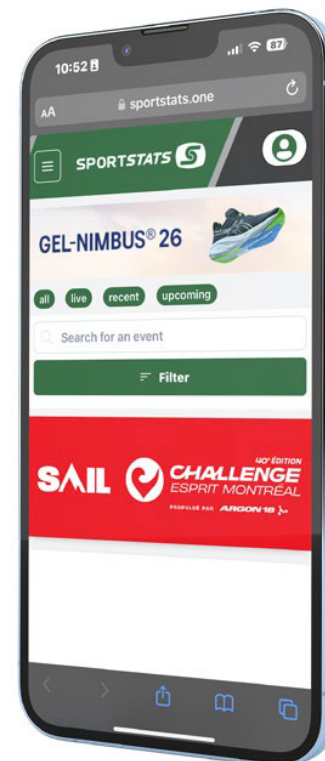 10:52
87
AA
sportstats.one
SPORTSTATS
GEL-NIMBUS® 26
all live recent upcoming
Search for an event
Filter
40e ÉDITION
SAIL CHALLENGE
ESPRIT MONTRÉAL
PROPULSÉ PAR ARGON 18